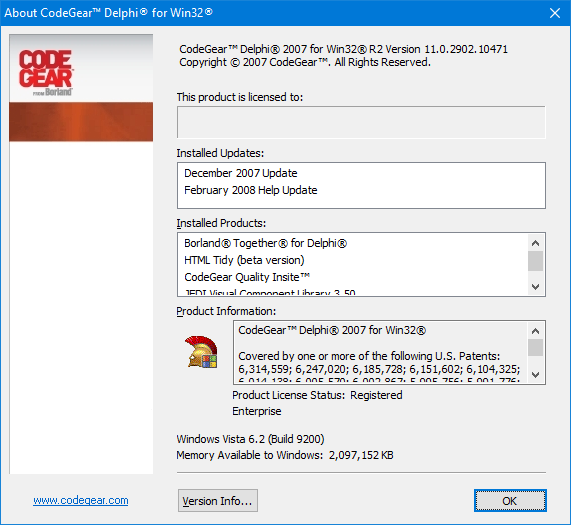 About CodeGear™ Delphi® for Win32®
CODE
GEAR
FROM Borland®
CodeGear™ Delphi® 2007 for Win32® R2 Version 11.0.2902.10471
Copyright © 2007 CodeGear™. All Rights Reserved.
This product is licensed to:
Installed Updates:
December 2007 Update
February 2008 Help Update
Installed Products:
Borland® Together® for Delphi®
HTML Tidy (beta version)
CodeGear Quality Insite™
JEDI Visual Component Library 3.50
Product Information:
CodeGear™ Delphi® 2007 for Win32®
Covered by one or more of the following U.S. Patents:
6,314,559; 6,247,020; 6,185,728; 6,151,602; 6,104,325;
Product License Status: Registered
Enterprise
Windows Vista 6.2 (Build 9200)
Memory Available to Windows: 2,097,152 KB
www.codegear.com
Version Info...
OK